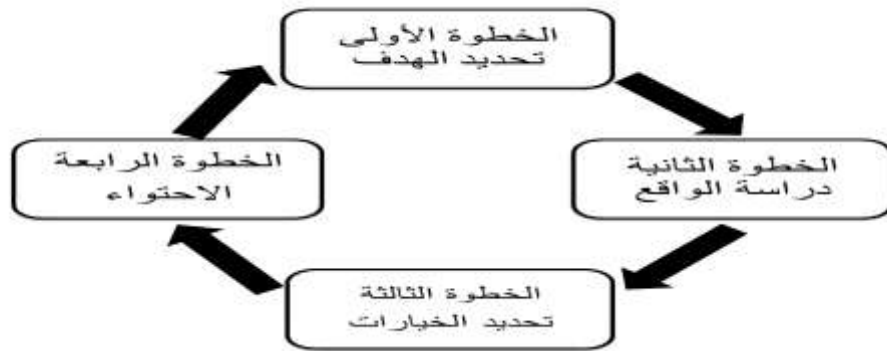 الخطوة الأولى
تحديد الهدف
الخطوة الثانية
دراسة الواقع
الخطوة الثالثة
تحديد الخيارات
الخطوة الرابعة
الاحتواء